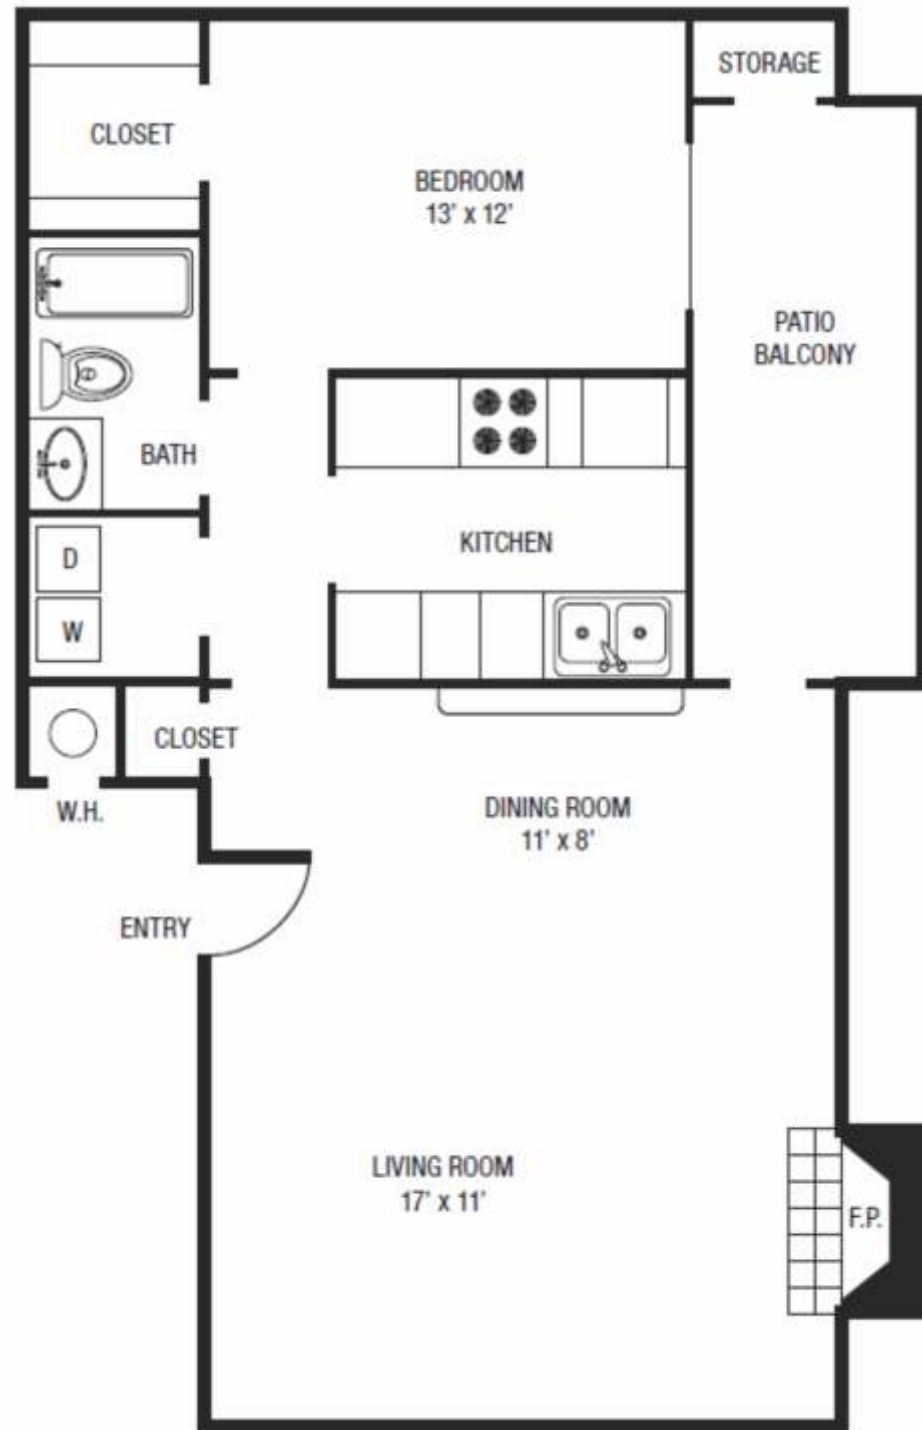 STORAGE
CLOSET
BEDROOM
13' x 12'
PATIO
BALCONY
BATH
KITCHEN
D
W
CLOSET
W.H.
DINING ROOM
11' x 8'
ENTRY
LIVING ROOM
17' x 11'
F.P.